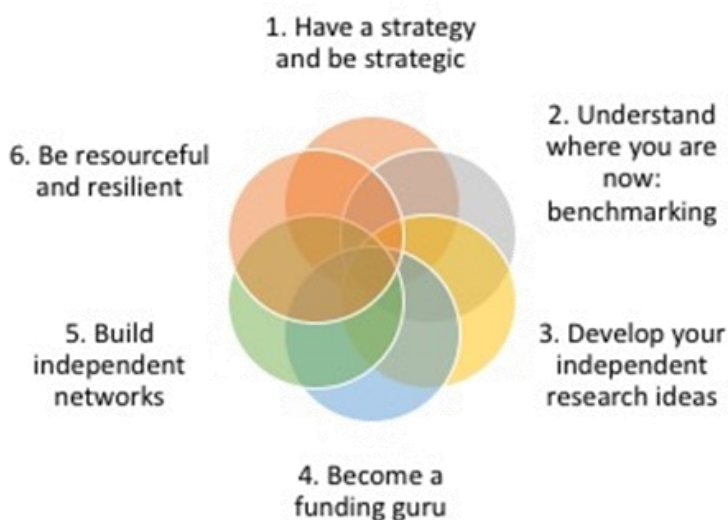 1. Have a strategy
and be strategic
2. Understand
where you are
now:
benchmarking
3. Develop your
independent
research ideas
4. Become a
funding guru
5. Build
independent
networks
6. Be resourceful
and resilient